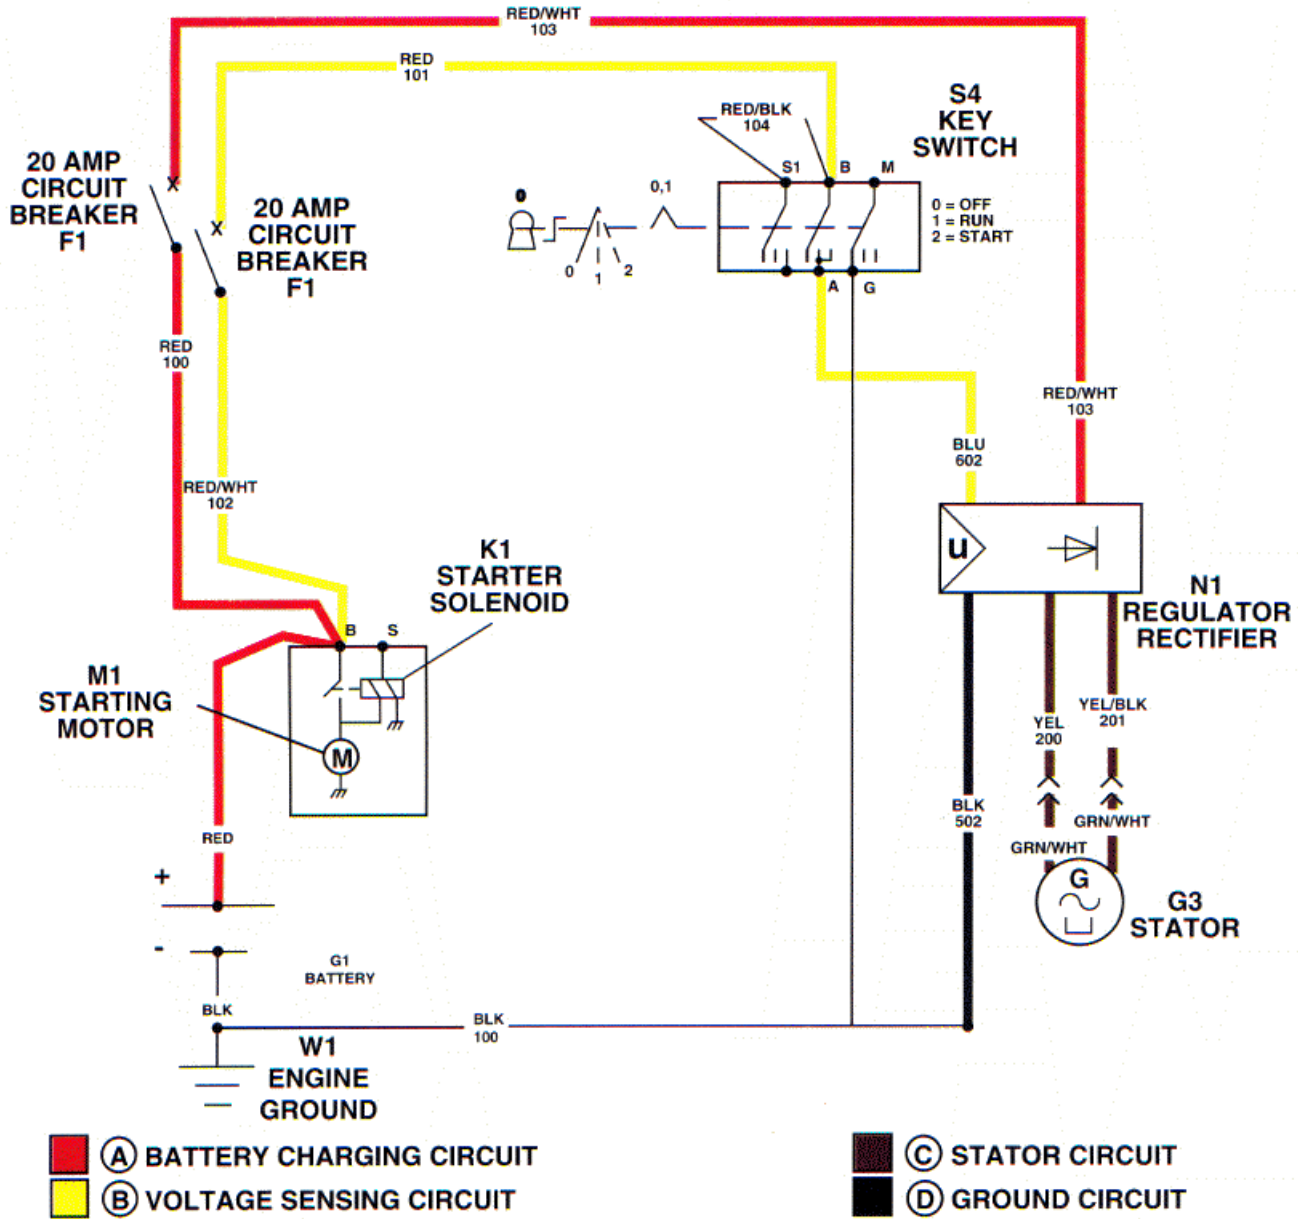 RED/WHT
103
RED
101
S4
KEY
SWITCH
RED/BLK
104
20 AMP
CIRCUIT
BREAKER
F1
S1
B
M
0,1
0
20 AMP
CIRCUIT
BREAKER
F1
0 = OFF
1 = RUN
2 = START
0
1
2
A
G
RED
100
RED/WHT
103
BLU
602
RED/WHT
102
K1
STARTER
SOLENOID
u
N1
REGULATOR
RECTIFIER
B
S
M1
STARTING
MOTOR
M
YEL
200
YEL/BLK
201
RED
BLK
502
GRN/WHT
GRN/WHT
+
-
G
G3
STATOR
G1
BATTERY
BLK
BLK
100
W1
ENGINE
GROUND
A BATTERY CHARGING CIRCUIT
B VOLTAGE SENSING CIRCUIT
C STATOR CIRCUIT
D GROUND CIRCUIT